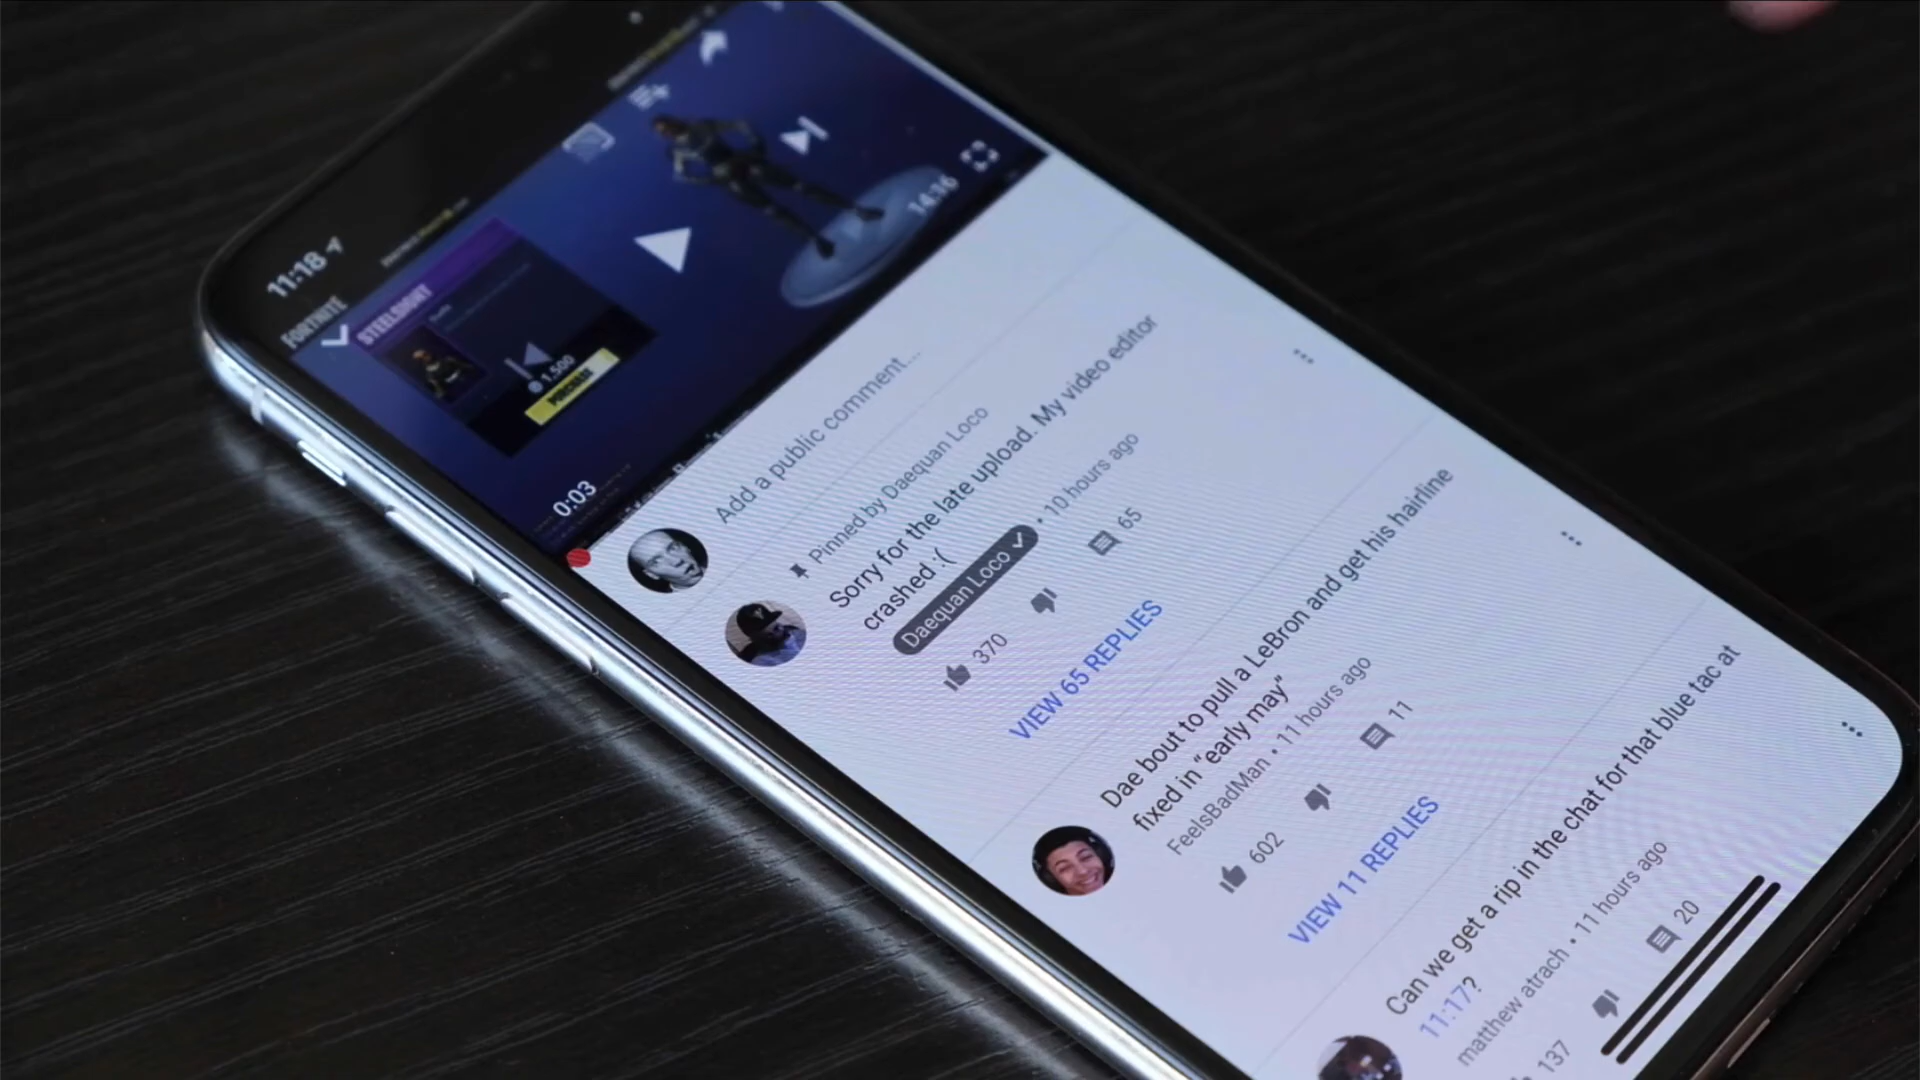 11:18
FORTNITE
STEELSIGHT
1,500
PURCHASE
0:03
14:16
Add a public comment...
Pinned by Daequan Loco
Sorry for the late upload. My video editor
crashed :(
Daequan Loco • 10 hours ago
370
65
VIEW 65 REPLIES
Dae bout to pull a LeBron and get his hairline
fixed in “early may”
FeelsBadMan • 11 hours ago
602
11
VIEW 11 REPLIES
Can we get a rip in the chat for that blue tac at
11:17?
matthew atrach • 11 hours ago
137
20